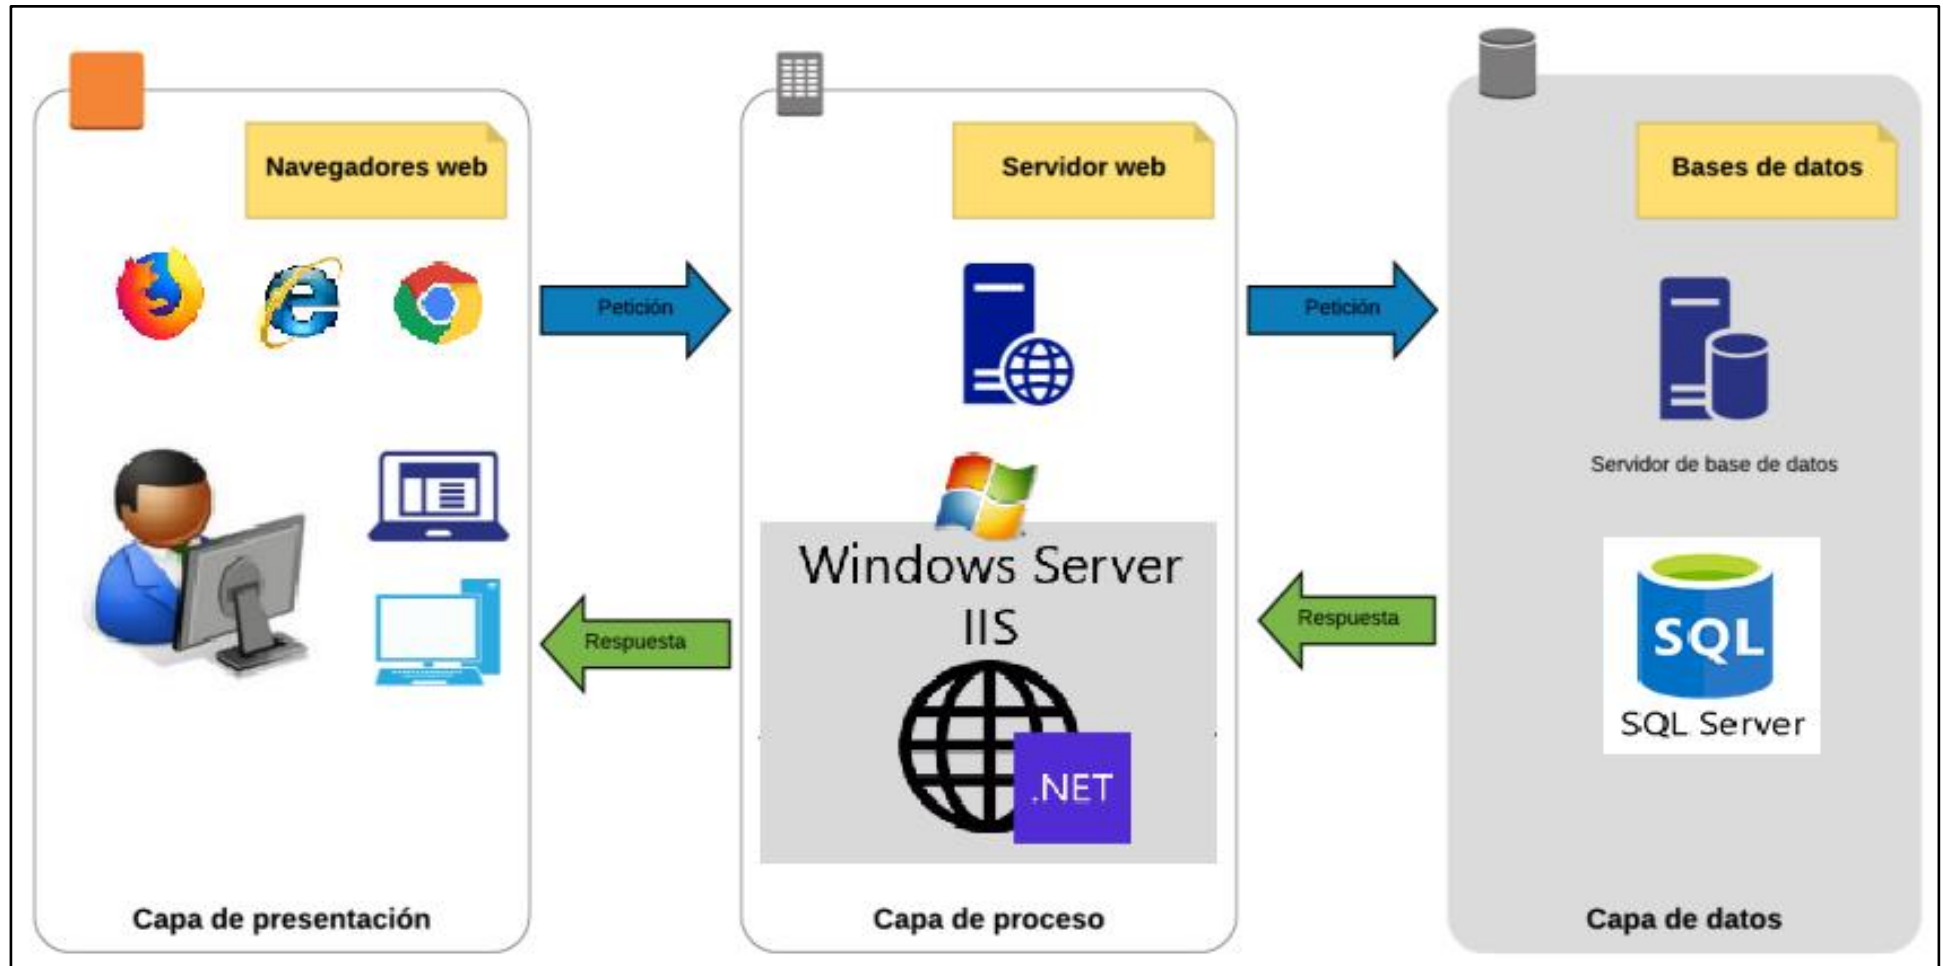 Navegadores web
Petición
Respuesta
Capa de presentación
Servidor web
Windows Server
IIS
.NET
Capa de proceso
Petición
Respuesta
Bases de datos
Servidor de base de datos
SQL
SQL Server
Capa de datos